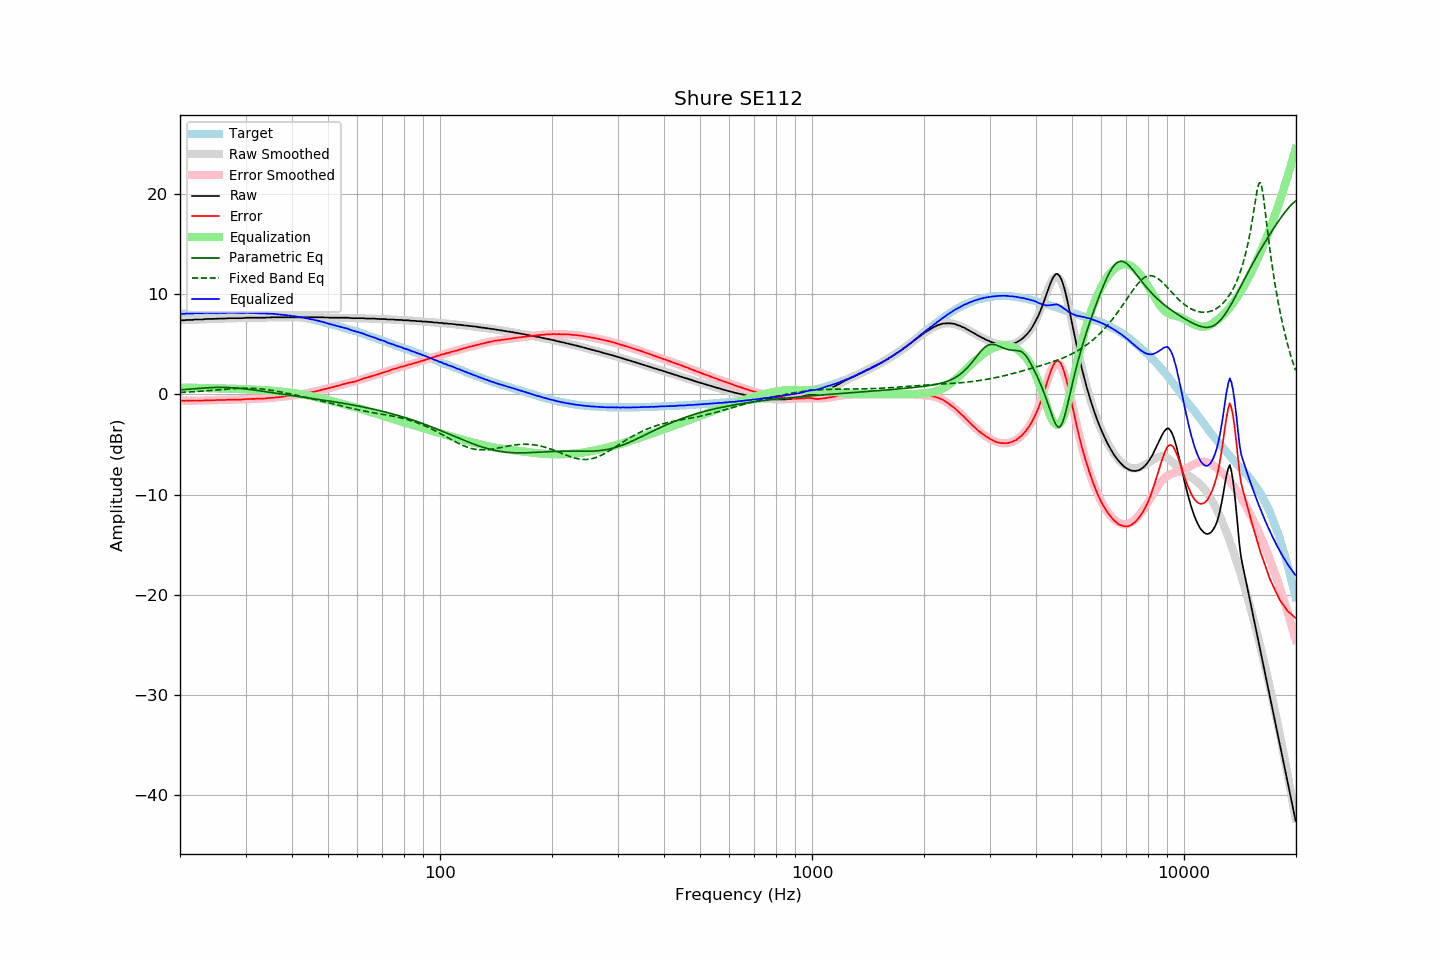 Shure SE112
Target
Raw Smoothed
Error Smoothed
Raw
Error
Equalization
Parametric Eq
Fixed Band Eq
Equalized
20
10
0
−10
−20
−30
−40
Amplitude (dBr)
100
1000
10000
Frequency (Hz)